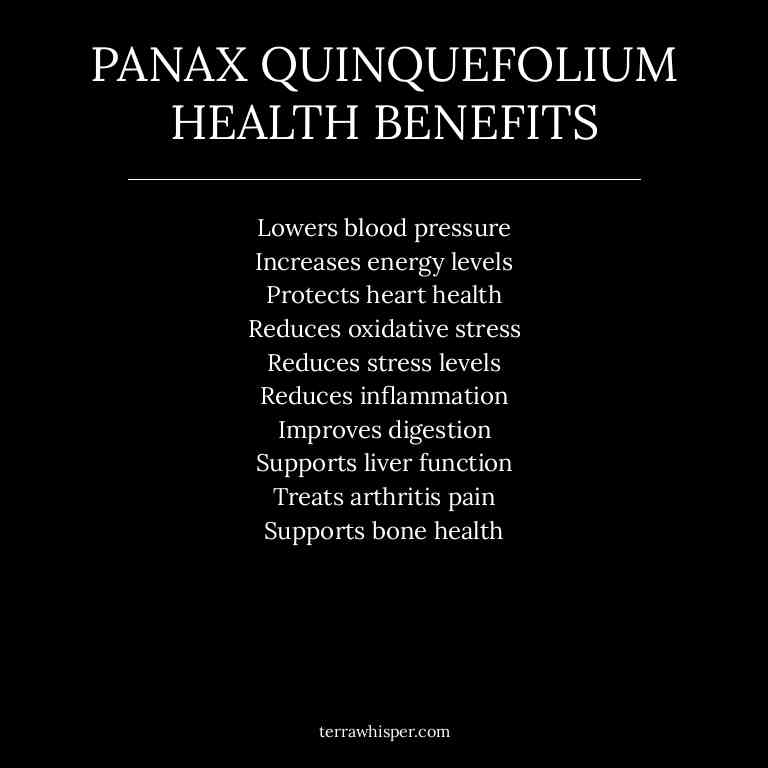 PANAX QUINQUEFOLIUM
HEALTH BENEFITS
Lowers blood pressure
Increases energy levels
Protects heart health
Reduces oxidative stress
Reduces stress levels
Reduces inflammation
Improves digestion
Supports liver function
Treats arthritis pain
Supports bone health
terrawhisper.com